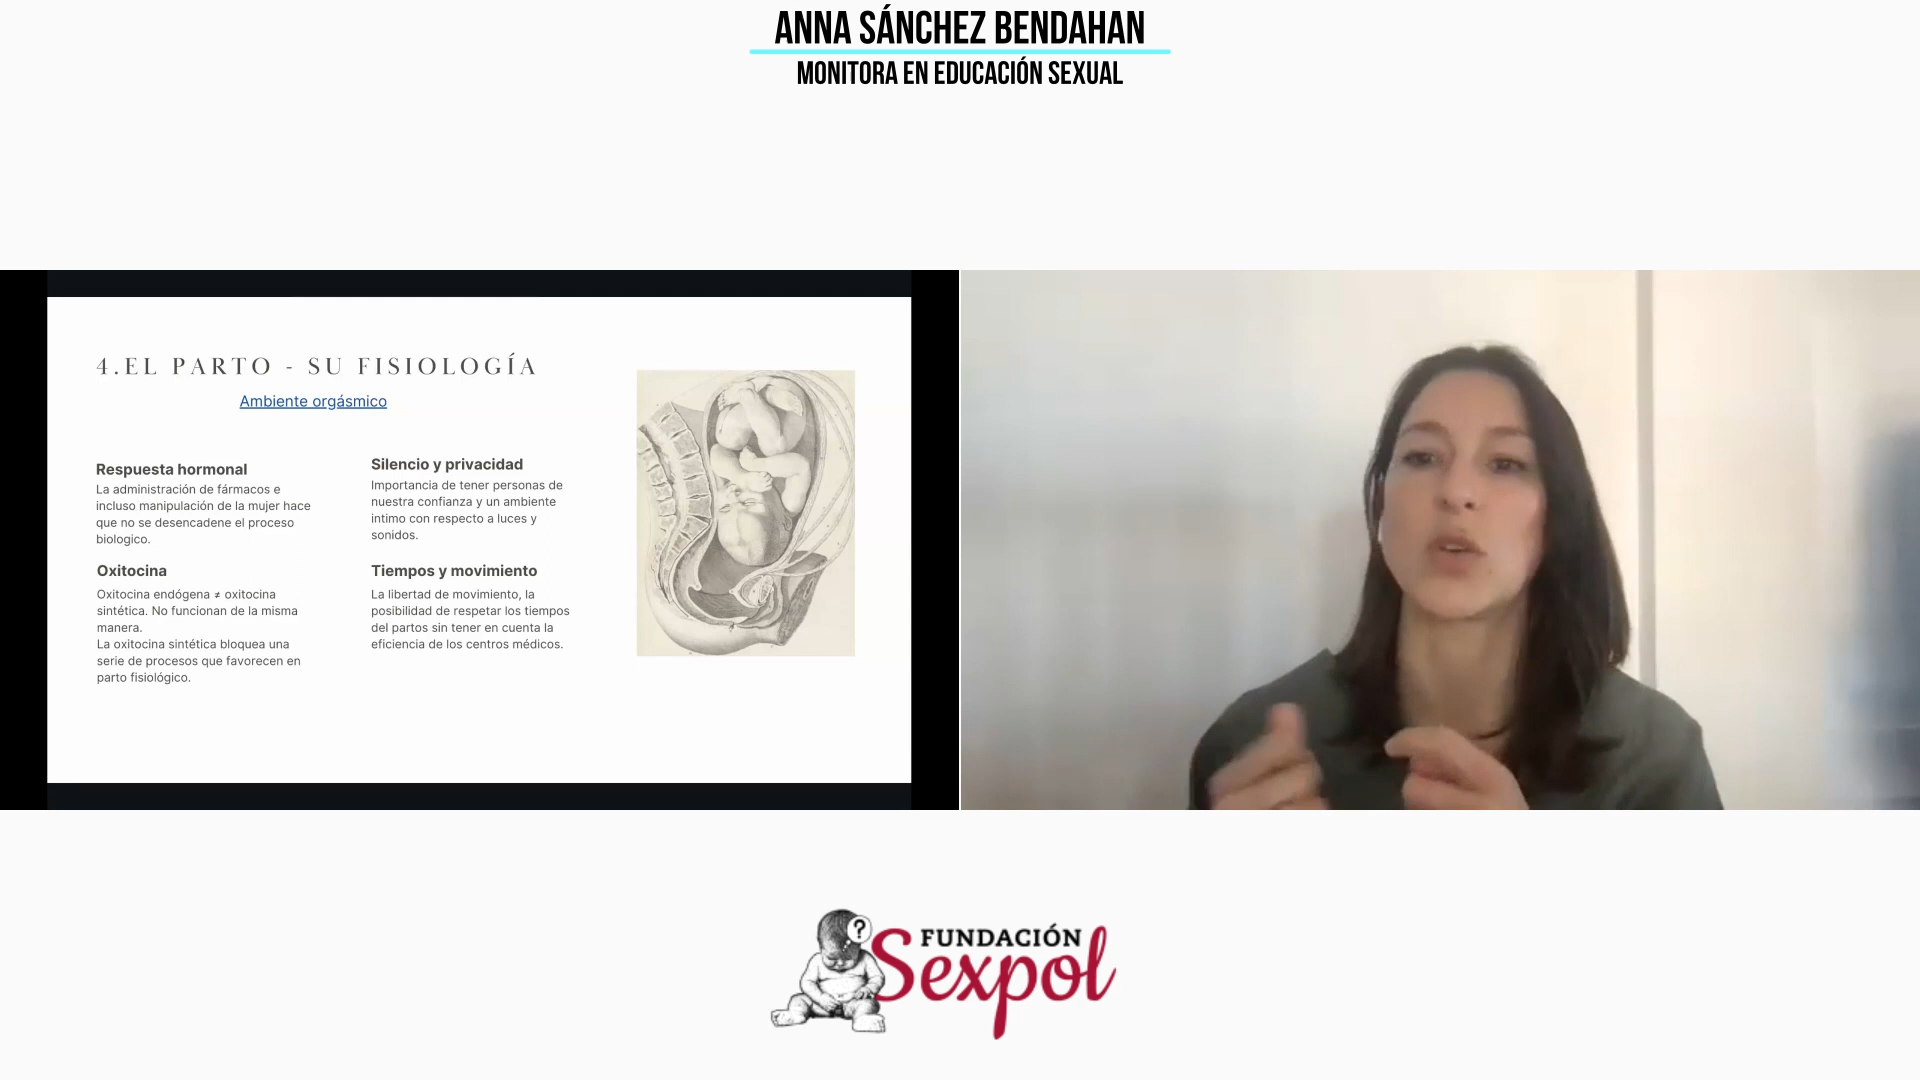 ANNA SÁNCHEZ BENDAHAN
MONITORA EN EDUCACIÓN SEXUAL
4.EL PARTO - SU FISIOLOGÍA
Ambiente orgásmico
Respuesta hormonal
La administración de fármacos e
incluso manipulación de la mujer hace
que no se desencadene el proceso
biologico.
Oxitocina
Oxitocina endógena ≠ oxitocina
sintética. No funcionan de la misma
manera.
La oxitocina sintética bloquea una
serie de procesos que favorecen en
parto fisiológico.
Silencio y privacidad
Importancia de tener personas de
nuestra confianza y un ambiente
intimo con respecto a luces y
sonidos.
Tiempos y movimiento
La libertad de movimiento, la
posibilidad de respetar los tiempos
del partos sin tener en cuenta la
eficiencia de los centros médicos.
?
FUNDACIÓN
Sexpol